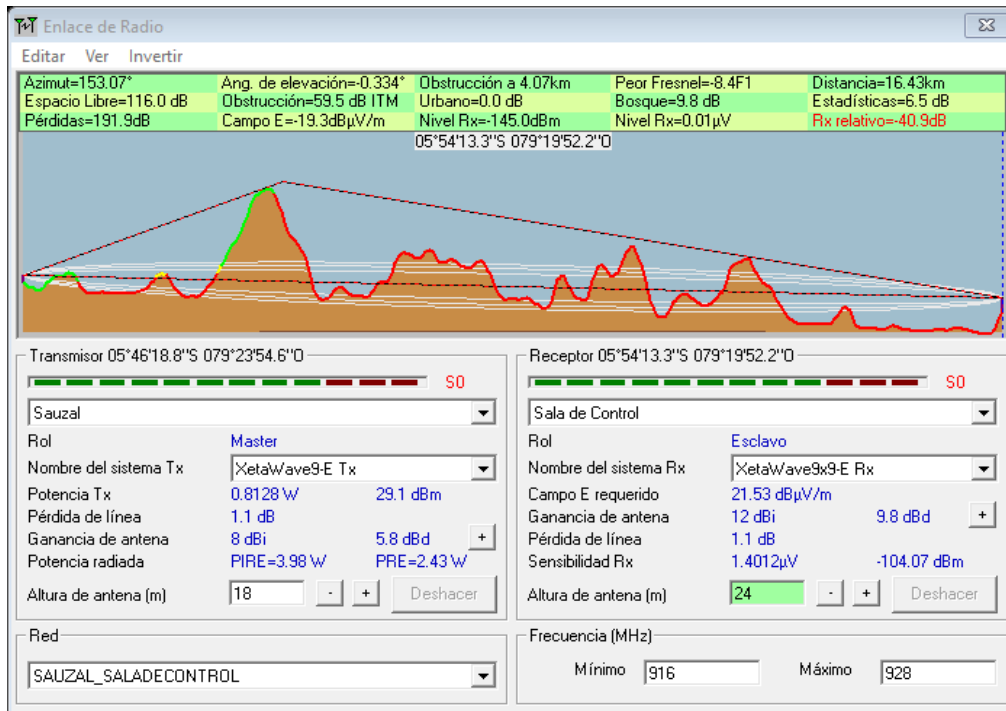 Enlace de Radio
Editar Ver Invertir
Azimut=153.07° Ang. de elevación=-0.334° Obstrucción a 4.07km Peor Fresnel=-8.4F1 Distancia=16.43km
Espacio Libre=116.0 dB Obstrucción=59.5 dB ITM Urbano=0.0 dB Bosque=9.8 dB Estadísticas=6.5 dB
Pérdidas=191.9dB Campo E=-19.3dBµV/m Nivel Rx=-145.0dBm Nivel Rx=0.01µV Rx relativo=-40.9dB
05°54'13.3"S 079°19'52.2"O
Transmisor 05°46'18.8"S 079°23'54.6"O
S0
Sauzal
Rol Master
Nombre del sistema Tx XetaWave9-E Tx
Potencia Tx 0.8128 W 29.1 dBm
Pérdida de línea 1.1 dB
Ganancia de antena 8 dBi 5.8 dBd +
Potencia radiada PIRE=3.98 W PRE=2.43 W
Altura de antena (m) 18 - + Deshacer
Receptor 05°54'13.3"S 079°19'52.2"O
S0
Sala de Control
Rol Esclavo
Nombre del sistema Rx XetaWave9x9-E Rx
Campo E requerido 21.53 dBµV/m
Ganancia de antena 12 dBi 9.8 dBd +
Pérdida de línea 1.1 dB
Sensibilidad Rx 1.4012µV -104.07 dBm
Altura de antena (m) 24 - + Deshacer
Red
SAUZAL_SALADECONTROL
Frecuencia (MHz)
Mínimo 916 Máximo 928